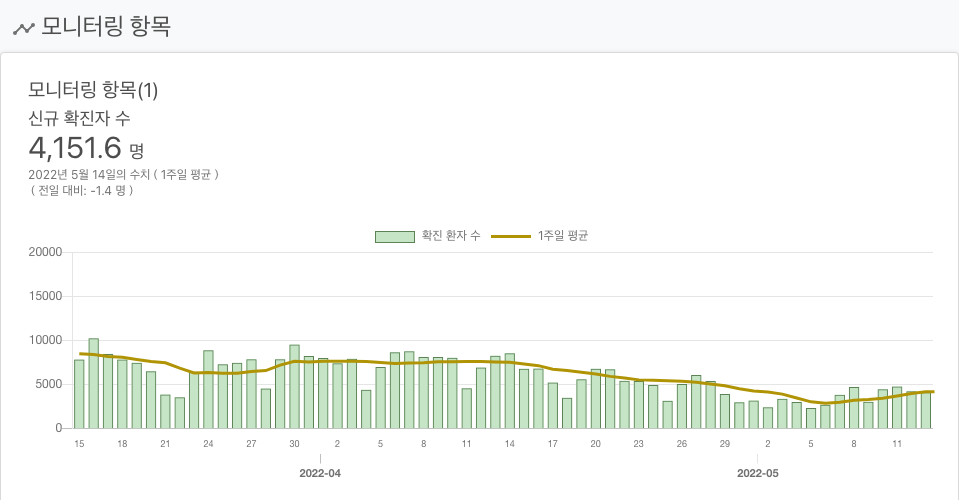 모니터링 항목
모니터링 항목(1)
신규 확진자 수
4,151.6 명
2022년 5월 14일의 수치 ( 1주일 평균 )
( 전일 대비: -1.4 명 )
확진 환자 수 1주일 평균
20000
15000
10000
5000
0
15 18 21 24 27 30 2 5 8 11 14 17 20 23 26 29 2 5 8 11
2022-04 2022-05